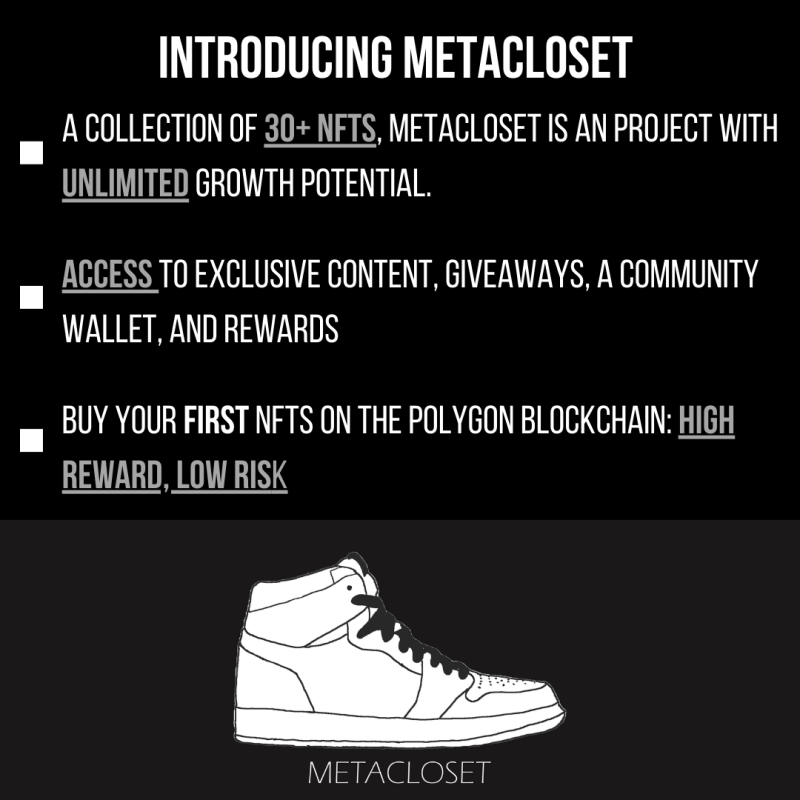 INTRODUCING METACLOSET
A COLLECTION OF 30+ NFTS, METACLOSET IS AN PROJECT WITH
UNLIMITED GROWTH POTENTIAL.
ACCESS TO EXCLUSIVE CONTENT, GIVEAWAYS, A COMMUNITY
WALLET, AND REWARDS
BUY YOUR FIRST NFTS ON THE POLYGON BLOCKCHAIN: HIGH
REWARD, LOW RISK
METACLOSET